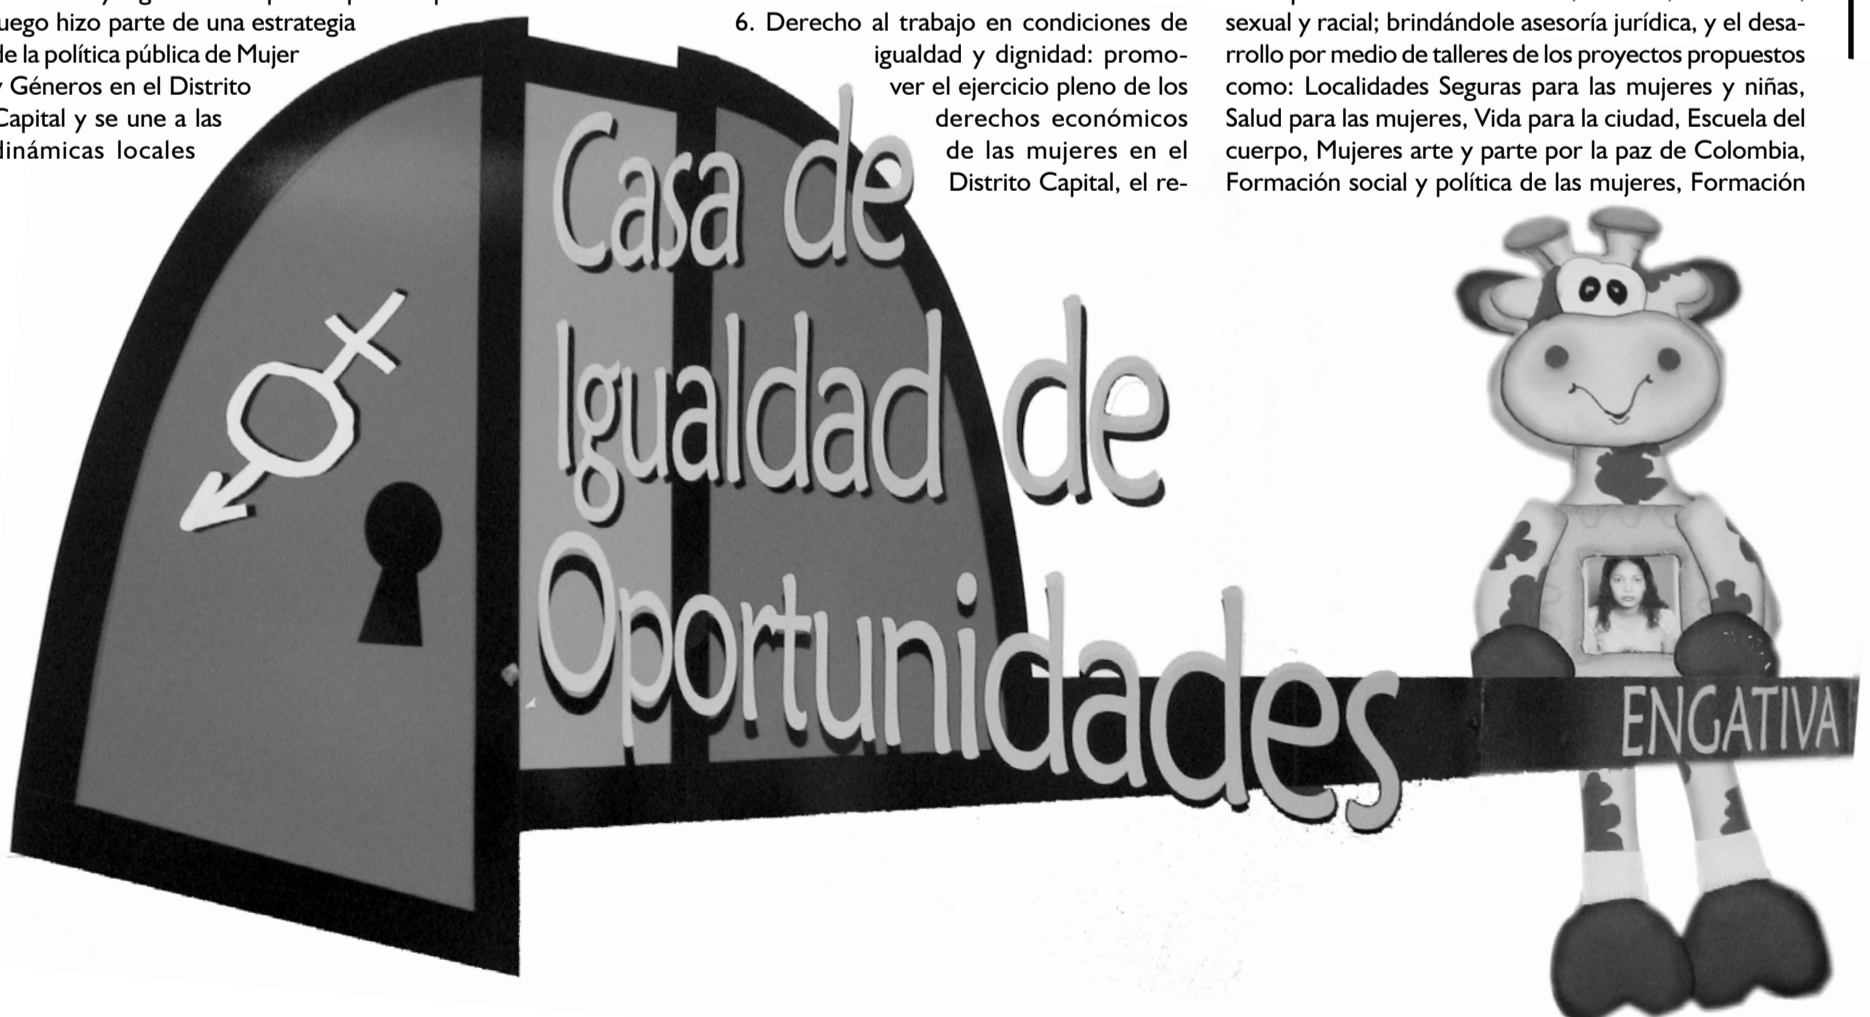 uego hizo parte de una estrategia
de la política pública de Mujer
y Géneros en el Distrito
Capital y se une a las
dinámicas locales
6. Derecho al trabajo en condiciones de
igualdad y dignidad: promo-
ver el ejercicio pleno de los
derechos económicos
de las mujeres en el
Distrito Capital, el re-
sexual y racial; brindándole asesoría jurídica, y el desa-
rrollo por medio de talleres de los proyectos propuestos
como: Localidades Seguras para las mujeres y niñas,
Salud para las mujeres, Vida para la ciudad, Escuela del
cuerpo, Mujeres arte y parte por la paz de Colombia,
Formación social y política de las mujeres, Formación
Casa de
Igualdad de
Oportunidades
ENGATIVA